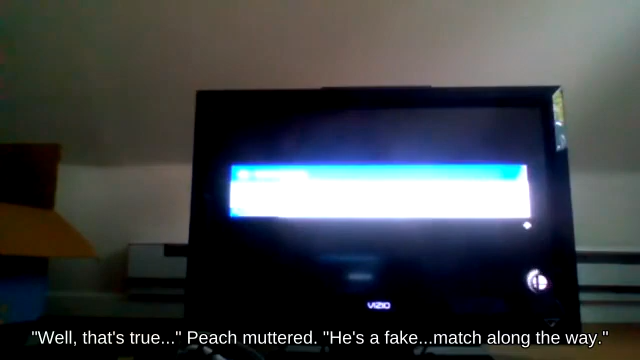 VIZIO
"Well, that's true..." Peach muttered. "He's a fake...match along the way."